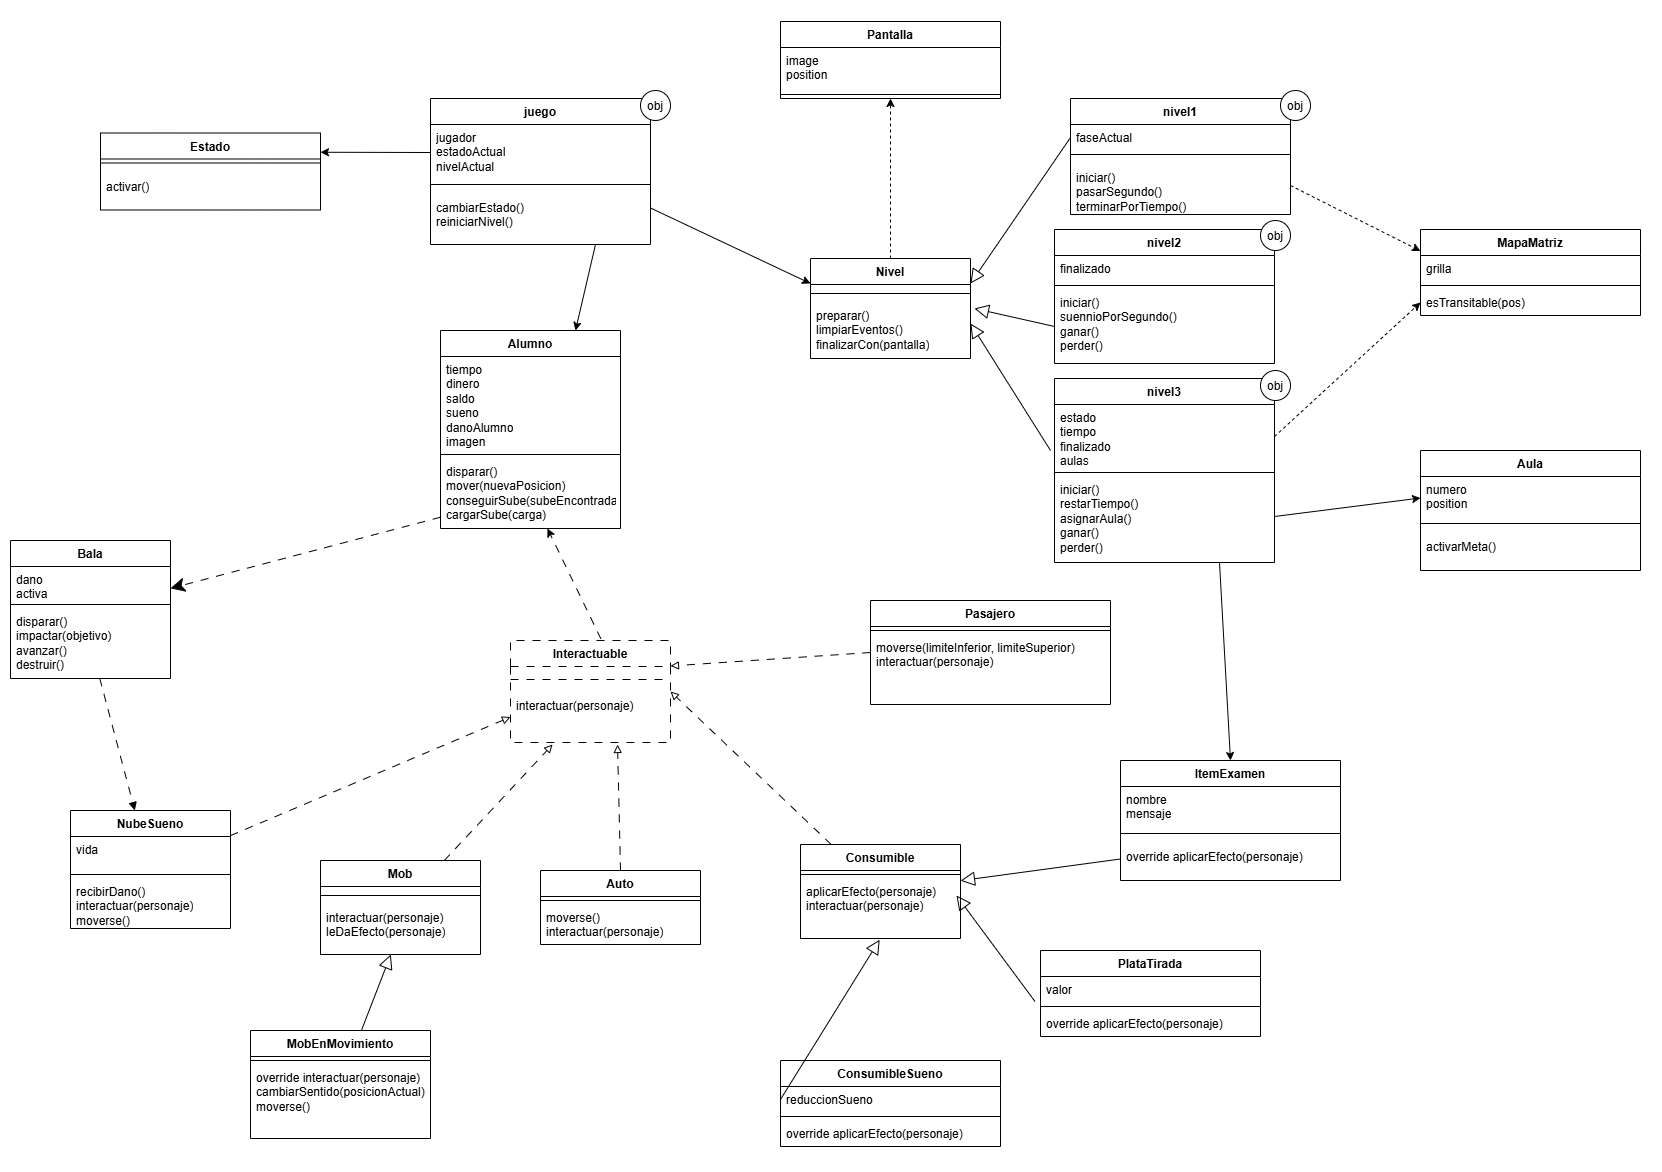 Pantalla
image
position
juego
obj
jugador
estadoActual
nivelActual
cambiarEstado()
reiniciarNivel()
Estado
activar()
nivel1
obj
faseActual
iniciar()
pasarSegundo()
terminarPorTiempo()
nivel2
obj
finalizado
iniciar()
suennioPorSegundo()
ganar()
perder()
MapaMatriz
grilla
esTransitable(pos)
Nivel
preparar()
limpiarEventos()
finalizarCon(pantalla)
Alumno
tiempo
dinero
saldo
sueno
danoAlumno
imagen
disparar()
mover(nuevaPosicion)
conseguirSube(subeEncontrada
cargarSube(carga)
nivel3
obj
estado
tiempo
finalizado
aulas
iniciar()
restarTiempo()
asignarAula()
ganar()
perder()
Aula
numero
position
activarMeta()
Bala
dano
activa
disparar()
impactar(objetivo)
avanzar()
destruir()
Interactuable
interactuar(personaje)
Pasajero
moverse(limiteInferior, limiteSuperior)
interactuar(personaje)
ItemExamen
nombre
mensaje
override aplicarEfecto(personaje)
NubeSueno
vida
recibirDano()
interactuar(personaje)
moverse()
Mob
interactuar(personaje)
leDaEfecto(personaje)
Auto
moverse()
interactuar(personaje)
Consumible
aplicarEfecto(personaje)
interactuar(personaje)
PlataTirada
valor
override aplicarEfecto(personaje)
MobEnMovimiento
override interactuar(personaje)
cambiarSentido(posicionActual)
moverse()
ConsumibleSueno
reduccionSueno
override aplicarEfecto(personaje)